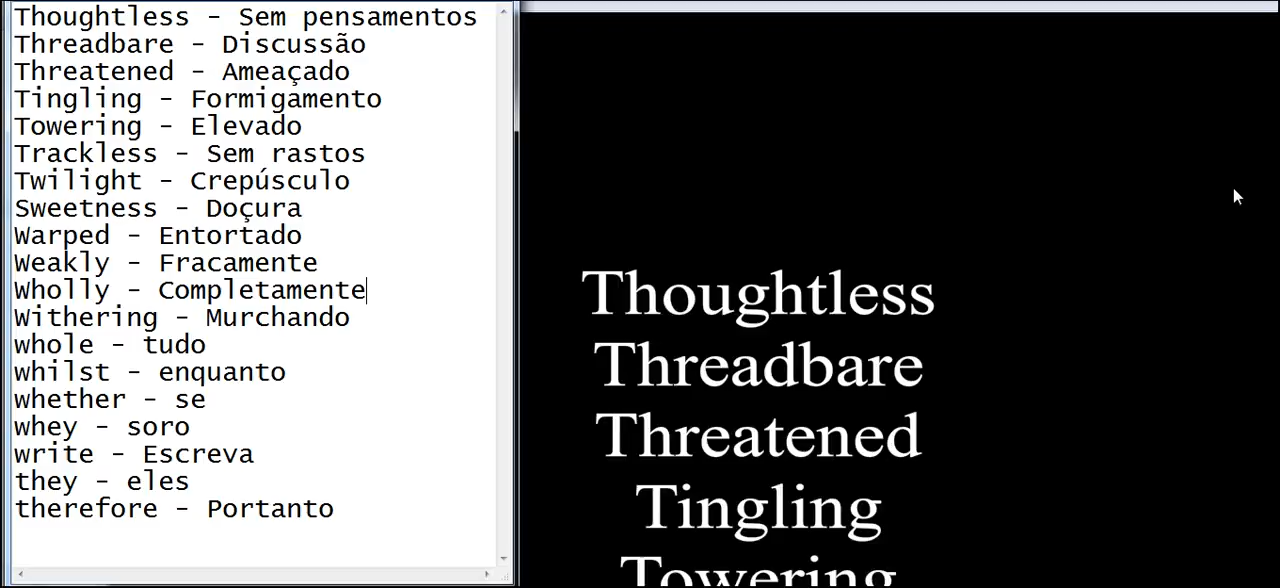 Thoughtless - Sem pensamentos
Threadbare - Discussão
Threatened - Ameaçado
Tingling - Formigamento
Towering - Elevado
Trackless - Sem rastos
Twilight - Crepúsculo
Sweetness - Doçura
Warped - Entortado
Weakly - Fracamente
Wholly - Completamente
Withering - Murchando
whole - tudo
whilst - enquanto
whether - se
whey - soro
write - Escreva
they - eles
therefore - Portanto
Thoughtless
Threadbare
Threatened
Tingling
Towering